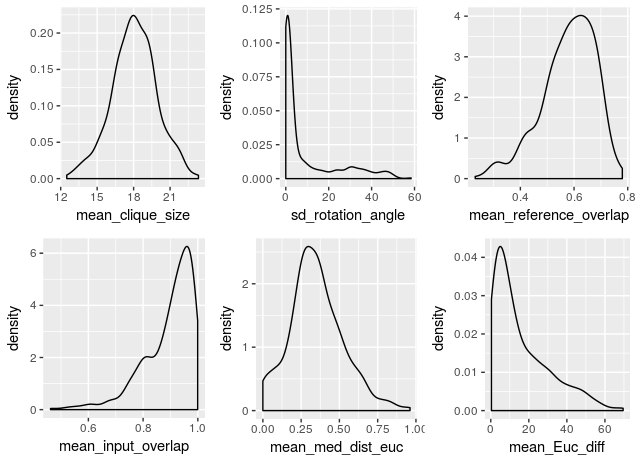 density
0.20
0.15
0.10
0.05
0.00
12 15 18 21
mean_clique_size
density
0.125
0.100
0.075
0.050
0.025
0.000
0 20 40 60
sd_rotation_angle
density
4
3
2
1
0
0.4 0.6 0.8
mean_reference_overlap
density
6
4
2
0
0.6 0.8 1.0
mean_input_overlap
density
2
1
0
0.00 0.25 0.50 0.75 1.00
mean_med_dist_euc
density
0.04
0.03
0.02
0.01
0.00
0 20 40 60
mean_Euc_diff